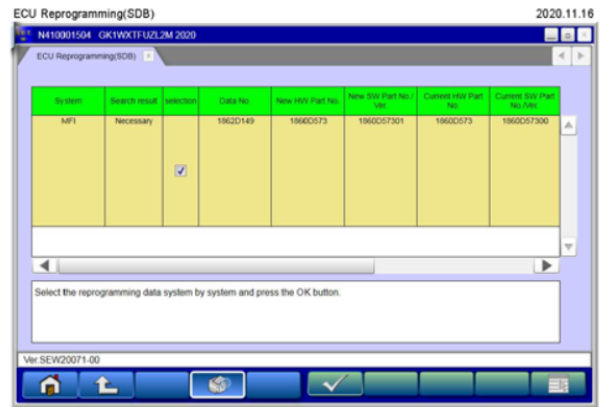 ECU Reprogramming(SDB) 2020.11.16
N410001504 GK1WXTFUZL2M 2020
ECU Reprogramming(SDB)
System Search result selection Data No. New HW Part No. New SW Part No./Ver. Current HW Part No. Current SW Part No./Ver.
MFI Necessary 1862D149 1860D573 1860D57301 1860D573 1860D57300
Select the reprogramming data system by system and press the OK button.
Ver.SEW20071-00